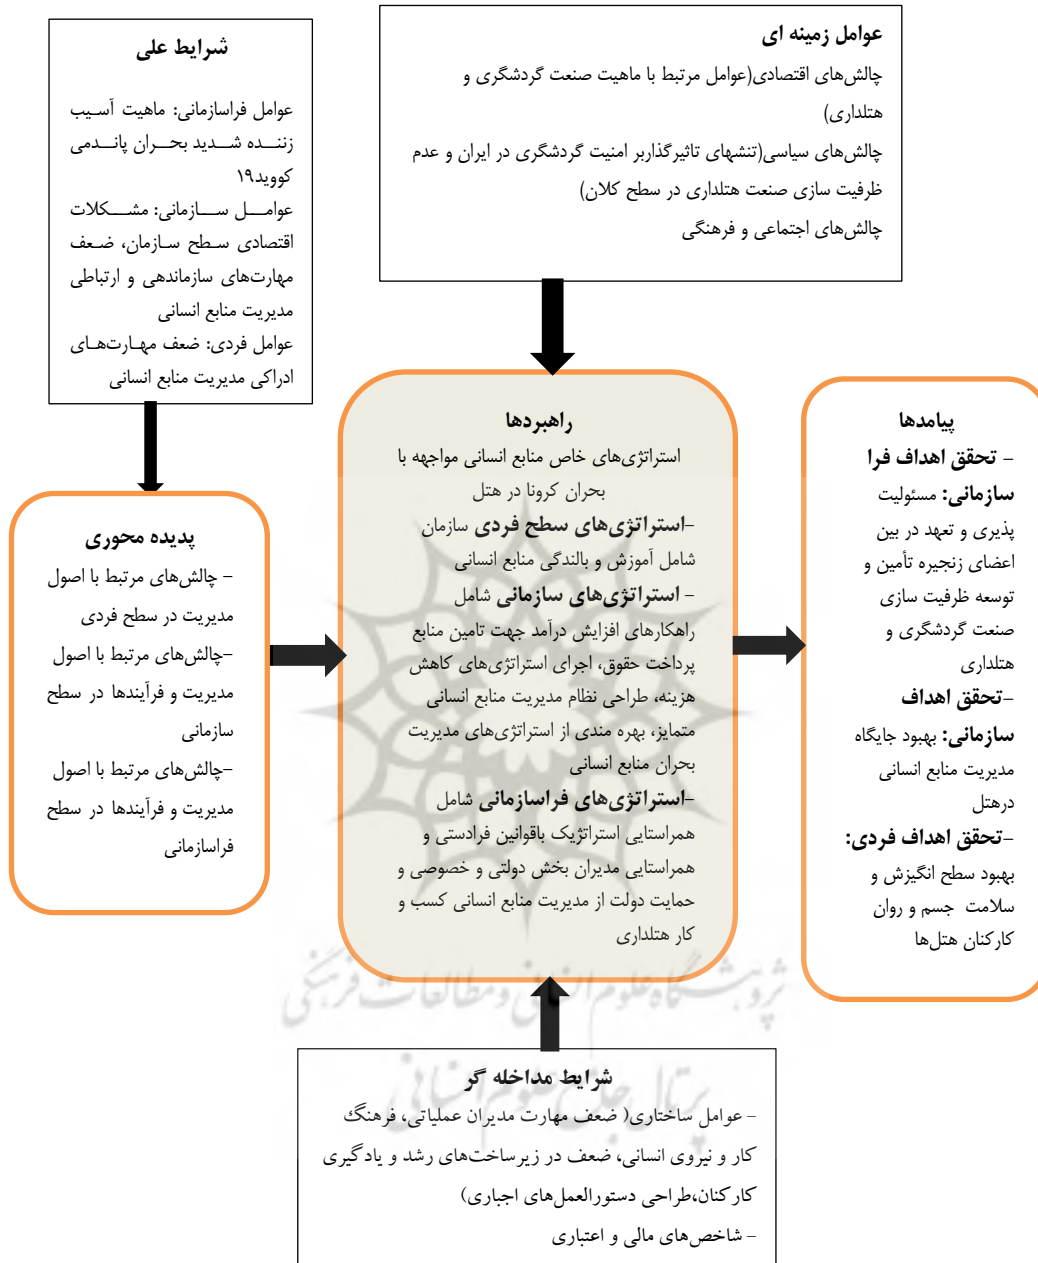 شرایط علی
عوامل فراسازمانی: ماهیت آسیب
زننده شدید بحران پاندمی
کووید۱۹
عوامل سازمانی: مشکلات
اقتصادی سطح سازمان، ضعف
مهارت‌های سازماندهی و ارتباطی
مدیریت منابع انسانی
عوامل فردی: ضعف مهارت‌های
ادراکی مدیریت منابع انسانی
عوامل زمینه ای
چالش‌های اقتصادی(عوامل مرتبط با ماهیت صنعت گردشگری و
هتلداری)
چالش‌های سیاسی(تنشهای تاثیرگذاربر امنیت گردشگری در ایران و عدم
ظرفیت سازی صنعت هتلداری در سطح کلان)
چالش‌های اجتماعی و فرهنگی
پدیده محوری
- چالش‌های مرتبط با اصول
مدیریت در سطح فردی
-چالش‌های مرتبط با اصول
مدیریت و فرآیندها در سطح
سازمانی
-چالش‌های مرتبط با اصول
مدیریت و فرآیندها در سطح
فراسازمانی
راهبردها
استراتژی‌های خاص منابع انسانی مواجهه با
بحران کرونا در هتل
-استراتژی‌های سطح فردی سازمان
شامل آموزش و بالندگی منابع انسانی
- استراتژی‌های سازمانی شامل
راهکارهای افزایش درآمد جهت تامین منابع
پرداخت حقوق، اجرای استراتژی‌های کاهش
هزینه، طراحی نظام مدیریت منابع انسانی
متمایز، بهره مندی از استراتژی‌های مدیریت
بحران منابع انسانی
-استراتژی‌های فراسازمانی شامل
همراستایی استراتژیک باقوانین فرادستی و
همراستایی مدیران بخش دولتی و خصوصی و
حمایت دولت از مدیریت منابع انسانی کسب و
کار هتلداری
پیامدها
- تحقق اهداف فرا
سازمانی: مسئولیت
پذیری و تعهد در بین
اعضای زنجیره تأمین و
توسعه ظرفیت سازی
صنعت گردشگری و
هتلداری
-تحقق اهداف
سازمانی: بهبود جایگاه
مدیریت منابع انسانی
درهتل
-تحقق اهداف فردی:
بهبود سطح انگیزش و
سلامت جسم و روان
کارکنان هتل‌ها
پژوهشگاه علوم انسانی و مطالعات فرهنگی
پرتال جامع علوم انسانی
شرایط مداخله گر
- عوامل ساختاری( ضعف مهارت مدیران عملیاتی، فرهنگ
کار و نیروی انسانی، ضعف در زیرساخت‌های رشد و یادگیری
کارکنان،طراحی دستورالعمل‌های اجباری)
- شاخص‌های مالی و اعتباری